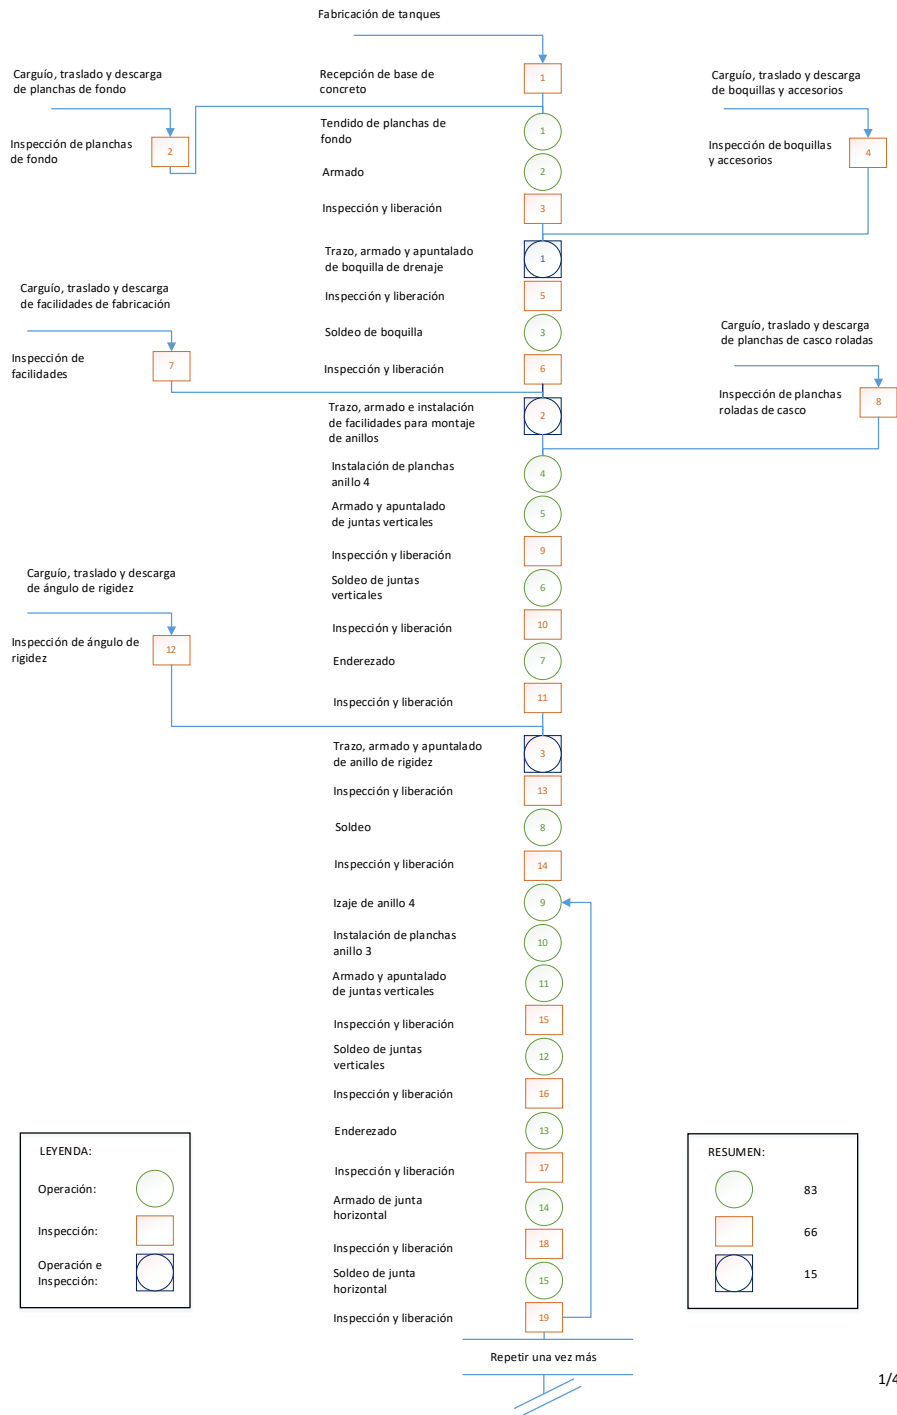 Fabricación de tanques
Carguío, traslado y descarga
de planchas de fondo
Recepción de base de
concreto
1
Carguío, traslado y descarga
de boquillas y accesorios
Inspección de planchas
de fondo
2
Tendido de planchas de
fondo
1
Inspección de boquillas
y accesorios
4
Armado
2
Inspección y liberación
3
Trazo, armado y apuntalado
de boquilla de drenaje
1
Carguío, traslado y descarga
de facilidades de fabricación
Inspección y liberación
5
Soldeo de boquilla
3
Carguío, traslado y descarga
de planchas de casco roladas
Inspección de
facilidades
7
Inspección y liberación
6
Inspección de planchas
roladas de casco
8
Trazo, armado e instalación
de facilidades para montaje
de anillos
2
Instalación de planchas
anillo 4
4
Armado y apuntalado
de juntas verticales
5
Inspección y liberación
9
Carguío, traslado y descarga
de ángulo de rigidez
Soldeo de juntas
verticales
6
Inspección y liberación
10
Inspección de ángulo de
rigidez
12
Enderezado
7
Inspección y liberación
11
Trazo, armado y apuntalado
de anillo de rigidez
3
Inspección y liberación
13
Soldeo
8
Inspección y liberación
14
Izaje de anillo 4
9
Instalación de planchas
anillo 3
10
Armado y apuntalado
de juntas verticales
11
Inspección y liberación
15
Soldeo de juntas
verticales
12
Inspección y liberación
16
Enderezado
13
Inspección y liberación
17
Armado de junta
horizontal
14
Inspección y liberación
18
Soldeo de junta
horizontal
15
Inspección y liberación
19
Repetir una vez más
LEYENDA:
Operación:
Inspección:
Operación e
Inspección:
RESUMEN:
83
66
15
1/4